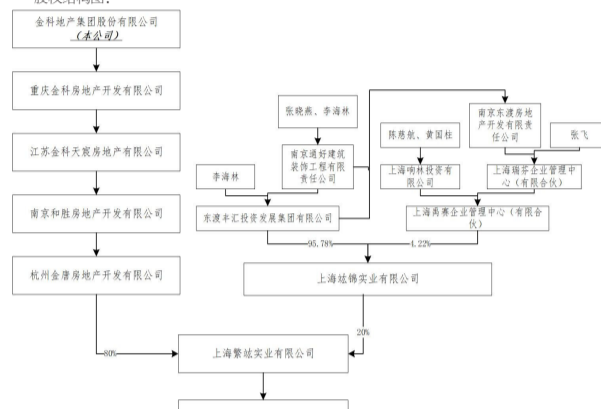 股权结构图：
金科地产集团股份有限公司
（本公司）
重庆金科房地产开发有限公司
江苏金科天宸房地产有限公司
南京和胜房地产开发有限公司
杭州金唐房地产开发有限公司
80%
张晓燕、李海林
李海林
南京通好建筑
装饰工程有限
责任公司
东渡丰汇投资发展集团有限公司
陈慈航、黄国柱
上海响林投资有
限公司
南京东渡房地
产开发有限责
任公司
张飞
上海瑞芬企业管理中
心（有限合伙）
上海禹赛企业管理中心（有限合
伙）
95.78%
4.22%
上海竑锦实业有限公司
20%
上海繁竑实业有限公司